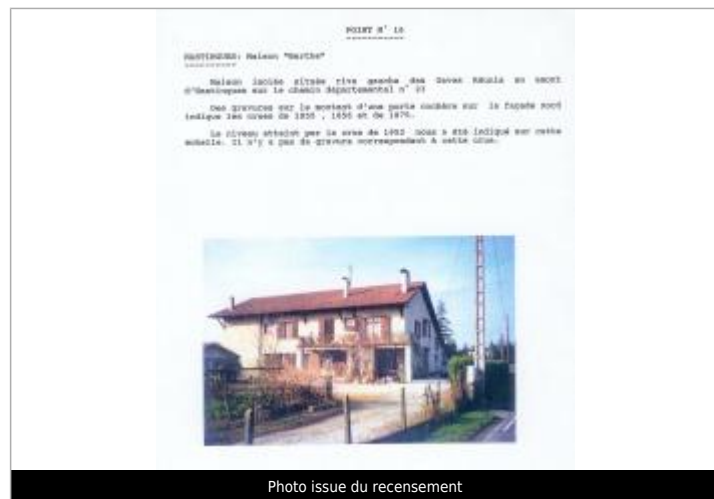 POINT N° 16
HASTINGUES: Maison "Barthe"
Maison isolée située rive gauche des Gaves Réunis en amont
d'Hastingues sur le chemin départemental n° 23
Des gravures sur le montant d'une porte cochère sur la façade nord
indique les crues de 1855 , 1856 et de 1879.
Le niveau atteint par la crue de 1952 nous a été indiqué sur cette
échelle. Il n'y a pas de gravure correspondant à cette crue.
Photo issue du recensement